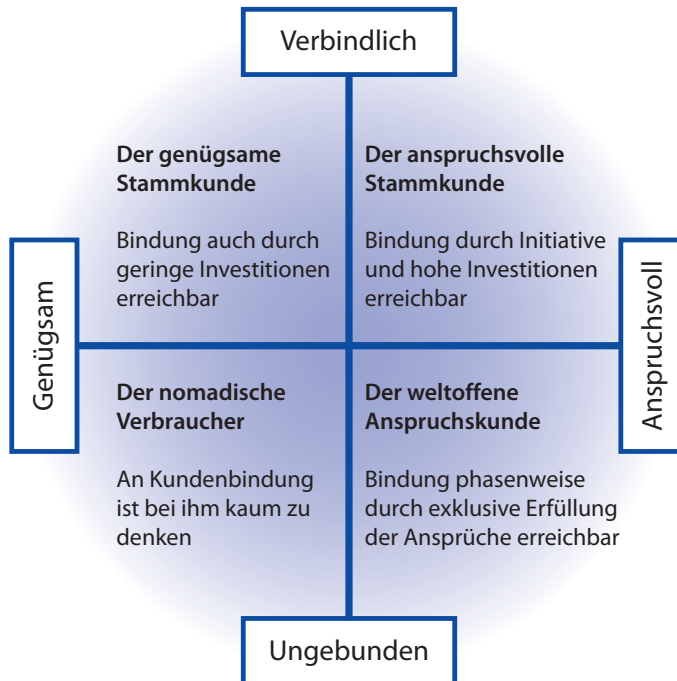 Verbindlich
Der genügsame
Stammkunde
Bindung auch durch
geringe Investitionen
erreichbar
Der anspruchsvolle
Stammkunde
Bindung durch Initiative
und hohe Investitionen
erreichbar
Genügsam
Anspruchsvoll
Der nomadische
Verbraucher
An Kundenbindung
ist bei ihm kaum zu
denken
Der weltoffene
Anspruchskunde
Bindung phasenweise
durch exklusive Erfüllung
der Ansprüche erreichbar
Ungebunden